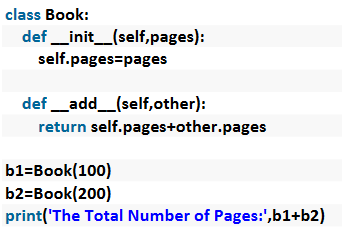 class Book:
    def __init__(self,pages):
        self.pages=pages
    def __add__(self,other):
        return self.pages+other.pages
b1=Book(100)
b2=Book(200)
print('The Total Number of Pages:',b1+b2)